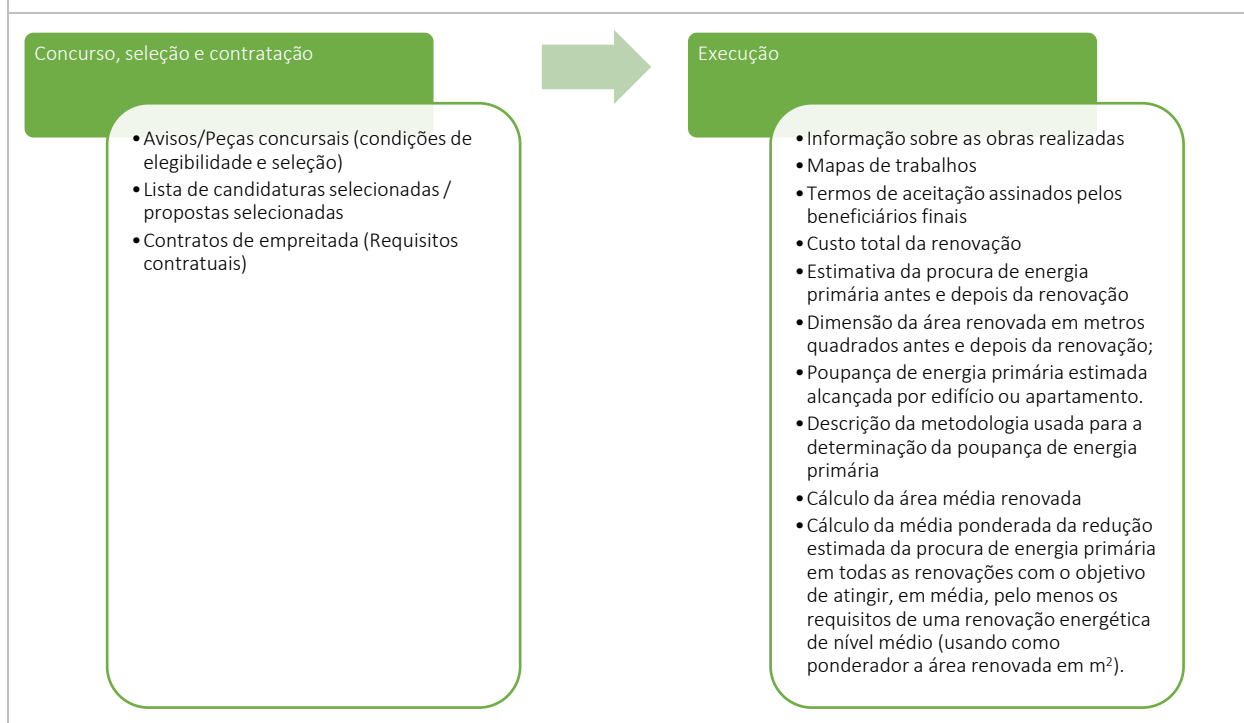 Concurso, seleção e contratação
• Avisos/Peças concursais (condições de
elegibilidade e seleção)
• Lista de candidaturas selecionadas /
propostas selecionadas
• Contratos de empreitada (Requisitos
contratuais)
Execução
• Informação sobre as obras realizadas
• Mapas de trabalhos
• Termos de aceitação assinados pelos
beneficiários finais
• Custo total da renovação
• Estimativa da procura de energia
primária antes e depois da renovação
• Dimensão da área renovada em metros
quadrados antes e depois da renovação;
• Poupança de energia primária estimada
alcançada por edifício ou apartamento.
• Descrição da metodologia usada para a
determinação da poupança de energia
primária
• Cálculo da área média renovada
• Cálculo da média ponderada da redução
estimada da procura de energia primária
em todas as renovações com o objetivo
de atingir, em média, pelo menos os
requisitos de uma renovação energética
de nível médio (usando como
ponderador a área renovada em m²).